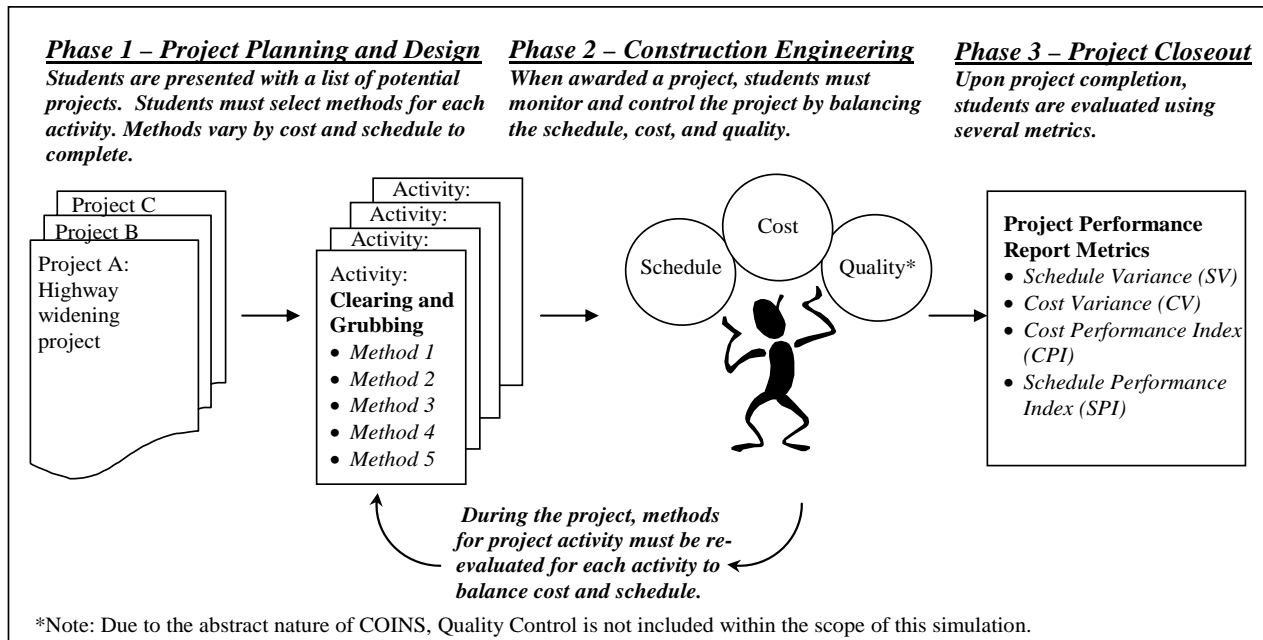 Phase 1 – Project Planning and Design
Students are presented with a list of potential
projects.  Students must select methods for each
activity. Methods vary by cost and schedule to
complete.
Phase 2 – Construction Engineering
When awarded a project, students must
monitor and control the project by balancing
the schedule, cost, and quality.
Phase 3 – Project Closeout
Upon project completion,
students are evaluated using
several metrics.
Project C
Project B
Project A:
Highway
widening
project
Activity:
Activity:
Activity:
Activity:
Clearing and
Grubbing
• Method 1
• Method 2
• Method 3
• Method 4
• Method 5
Schedule
Cost
Quality*
Project Performance
Report Metrics
• Schedule Variance (SV)
• Cost Variance (CV)
• Cost Performance Index
(CPI)
• Schedule Performance
Index (SPI)
During the project, methods
for project activity must be re-
evaluated for each activity to
balance cost and schedule.
*Note: Due to the abstract nature of COINS, Quality Control is not included within the scope of this simulation.